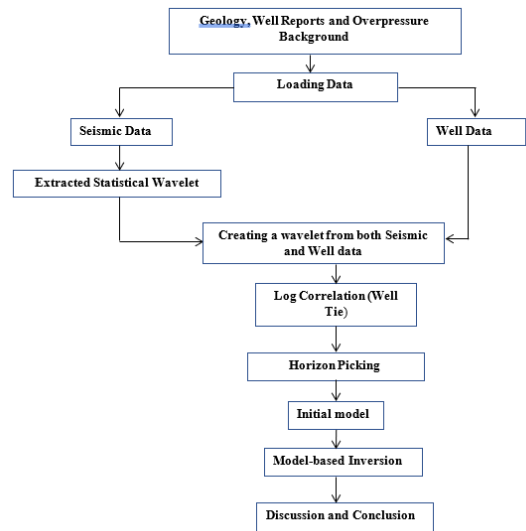 Geology, Well Reports and Overpressure
Background
Loading Data
Seismic Data
Well Data
Extracted Statistical Wavelet
Creating a wavelet from both Seismic
and Well data
Log Correlation (Well
Tie)
Horizon Picking
Initial model
Model-based Inversion
Discussion and Conclusion